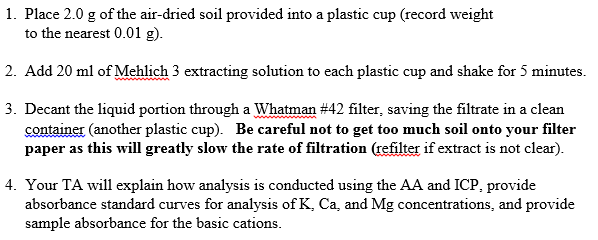 1. Place 2.0 g of the air-dried soil provided into a plastic cup (record weight
to the nearest 0.01 g).
2. Add 20 ml of Mehlich 3 extracting solution to each plastic cup and shake for 5 minutes.
3. Decant the liquid portion through a Whatman #42 filter, saving the filtrate in a clean
container (another plastic cup). Be careful not to get too much soil onto your filter
paper as this will greatly slow the rate of filtration (refilter if extract is not clear).
4. Your TA will explain how analysis is conducted using the AA and ICP, provide
absorbance standard curves for analysis of K, Ca, and Mg concentrations, and provide
sample absorbance for the basic cations.